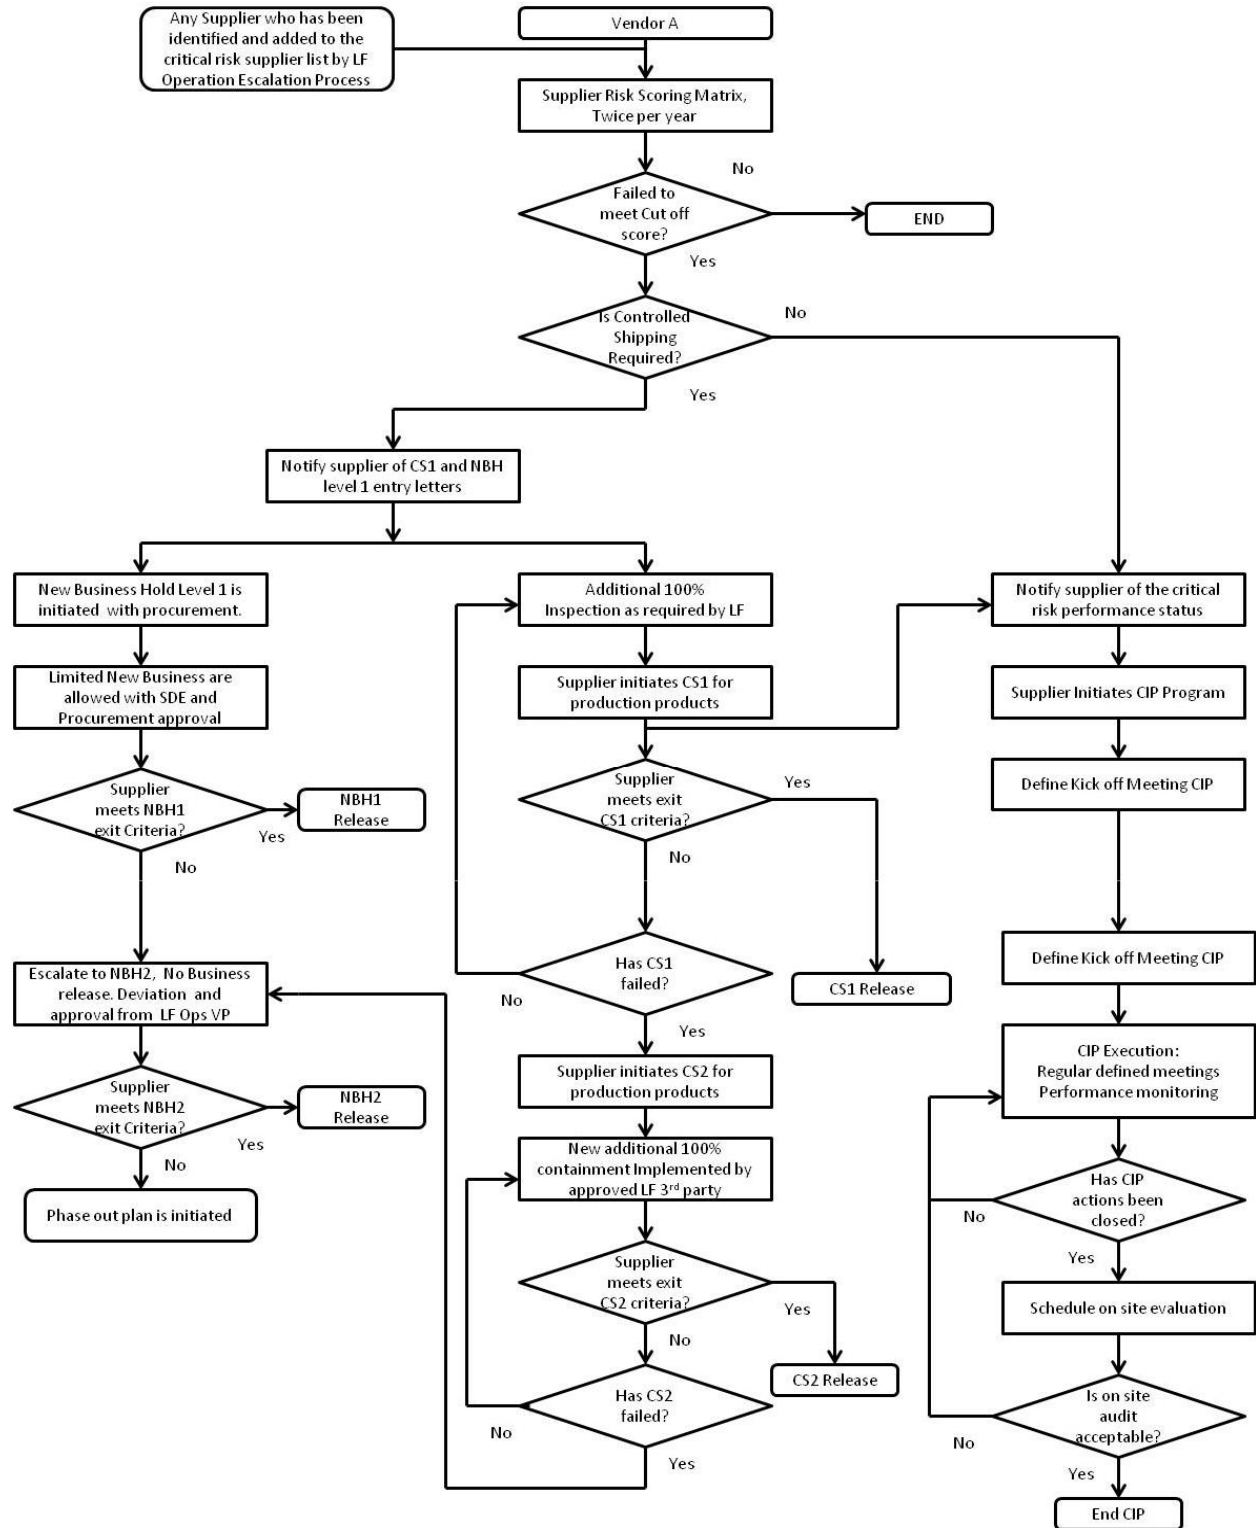 Any Supplier who has been
identified and added to the
critical risk supplier list by LF
Operation Escalation Process
Vendor A
Supplier Risk Scoring Matrix,
Twice per year
No
Failed to
meet Cut off
score?
END
Yes
Is Controlled
Shipping
Required?
No
Yes
Notify supplier of CS1 and NBH
level 1 entry letters
New Business Hold Level 1 is
initiated with procurement.
Limited New Business are
allowed with SDE and
Procurement approval
Supplier
meets NBH1
exit Criteria?
Yes
NBH1
Release
No
Escalate to NBH2, No Business
release. Deviation and
approval from LF Ops VP
Supplier
meets NBH2
exit Criteria?
Yes
NBH2
Release
No
Phase out plan is initiated
Additional 100%
Inspection as required by LF
Supplier initiates CS1 for
production products
Supplier
meets exit
CS1 criteria?
Yes
No
CS1 Release
Has CS1
failed?
No
Yes
Supplier initiates CS2 for
production products
New additional 100%
containment Implemented by
approved LF 3rd party
Supplier
meets exit
CS2 criteria?
Yes
No
CS2 Release
Has CS2
failed?
No
Yes
Notify supplier of the critical
risk performance status
Supplier Initiates CIP Program
Define Kick off Meeting CIP
Define Kick off Meeting CIP
CIP Execution:
Regular defined meetings
Performance monitoring
Has CIP
actions been
closed?
No
Yes
Schedule on site evaluation
Is on site
audit
acceptable?
No
Yes
End CIP